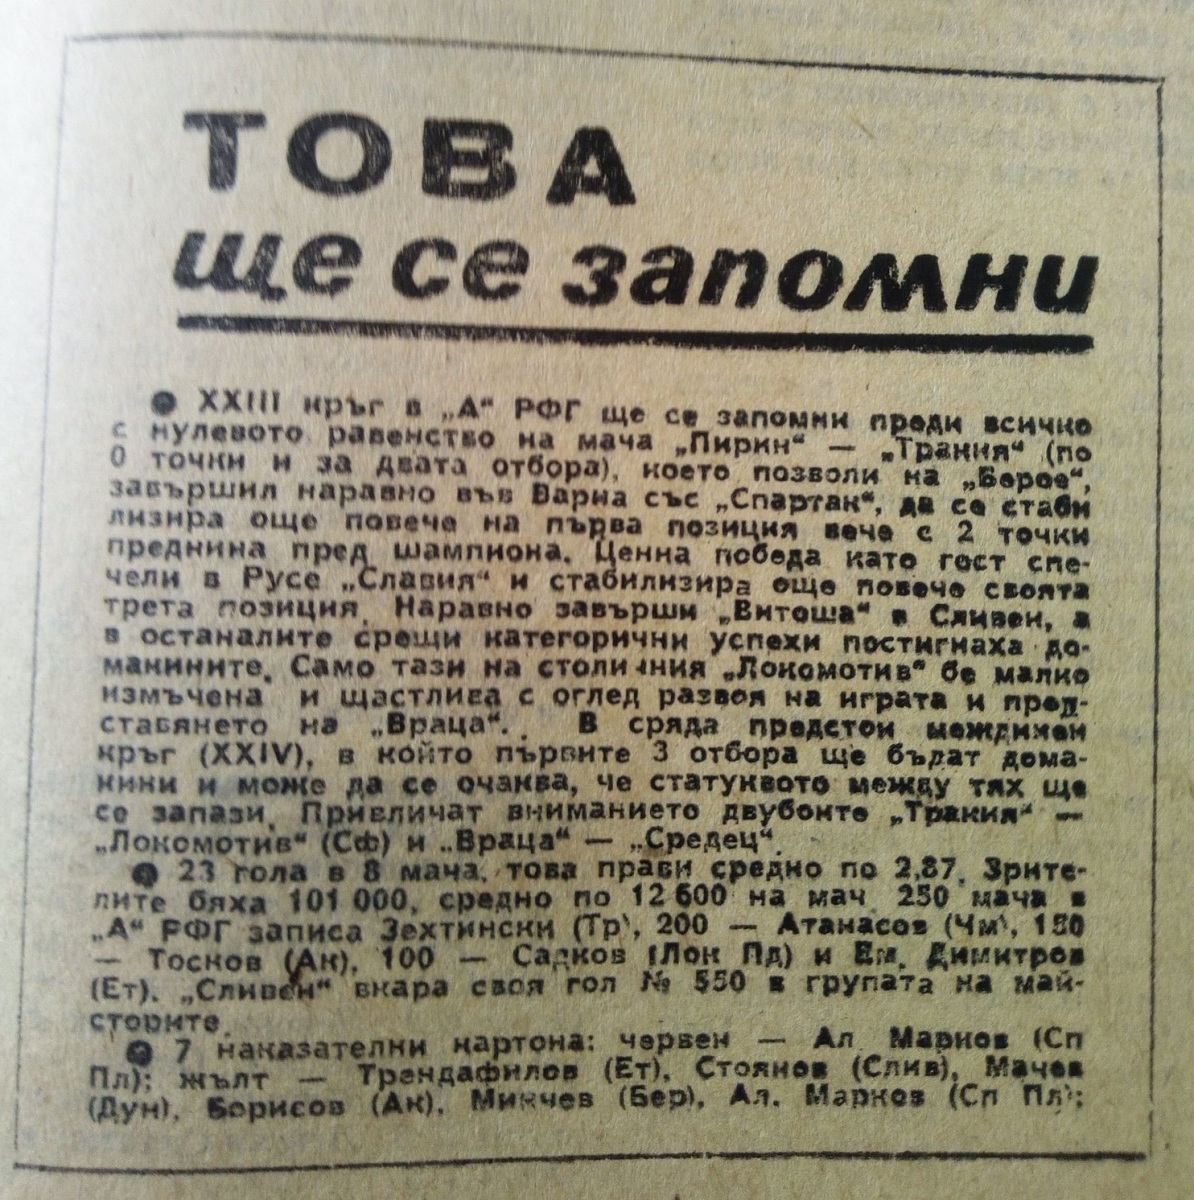 ТОВА
ще се запомни
● XXIII кръг в „А“ РФГ ще се запомни преди всичко
с нулевото равенство на мача „Пирин“ — „Тракия“ (по
0 точки и за двата отбора), което позволи на „Берое“,
завършил наравно във Варна със „Спартак“, да се стаби
лизира още повече на първа позиция вече с 2 точки
преднина пред шампиона. Ценна победа като гост спе-
чели в Русе „Славия“ и стабилизира още повече своята
трета позиция. Наравно завърши „Витоша“ в Сливен, а
в останалите срещи категорични успехи постигнаха до-
макините. Само тази на столичния „Локомотив“ бе малко
измъчена и щастлива с оглед развоя на играта и пред-
ставянето на „Враца“. В сряда предстои междинен
кръг (XXIV), в който първите 3 отбора ще бъдат дома-
кини и може да се очаква, че статуквото между тях ще
се запази. Привличат вниманието двубоите „Тракия“ —
„Локомотив“ (Сф) и „Враца“ — „Средец“.
● 23 гола в 8 мача, това прави средно по 2,87. Зрите-
лите бяха 101 000, средно по 12 600 на мач 250 мача в
„А“ РФГ записа Зехтински (Тр), 200 — Атанасов (Чм), 150
— Тосков (Ак), 100 — Садков (Лок Пд) и Ем. Димитров
(Ет). „Сливен“ вкара своя гол № 550 в групата на май-
сторите.
● 7 наказателни картона: червен — Ал Марков (Сп
Пл); жълт — Трендафилов (Ет), Стоянов (Слив), Мачев
(Дун), Борисов (Ак), Минчев (Бер), Ал. Марков (Сп Пл);